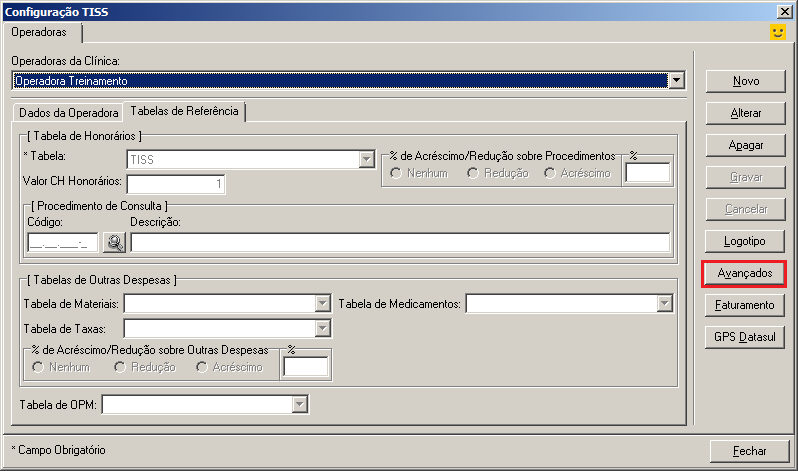 Configuração TISS
Operadoras
Operadoras da Clínica:
Operadora Treinamento
Dados da Operadora
Tabelas de Referência
[ Tabela de Honorários ]
* Tabela:
TISS
Valor CH Honorários:
1
% de Acréscimo/Redução sobre Procedimentos
%
Nenhum
Redução
Acréscimo
[ Procedimento de Consulta ]
Código:
Descrição:
__.__.___-_
[ Tabelas de Outras Despesas ]
Tabela de Materiais:
Tabela de Medicamentos:
Tabela de Taxas:
% de Acréscimo/Redução sobre Outras Despesas
%
Nenhum
Redução
Acréscimo
Tabela de OPM:
Novo
Alterar
Apagar
Gravar
Cancelar
Logotipo
Avançados
Faturamento
GPS Datasul
* Campo Obrigatório
Fechar